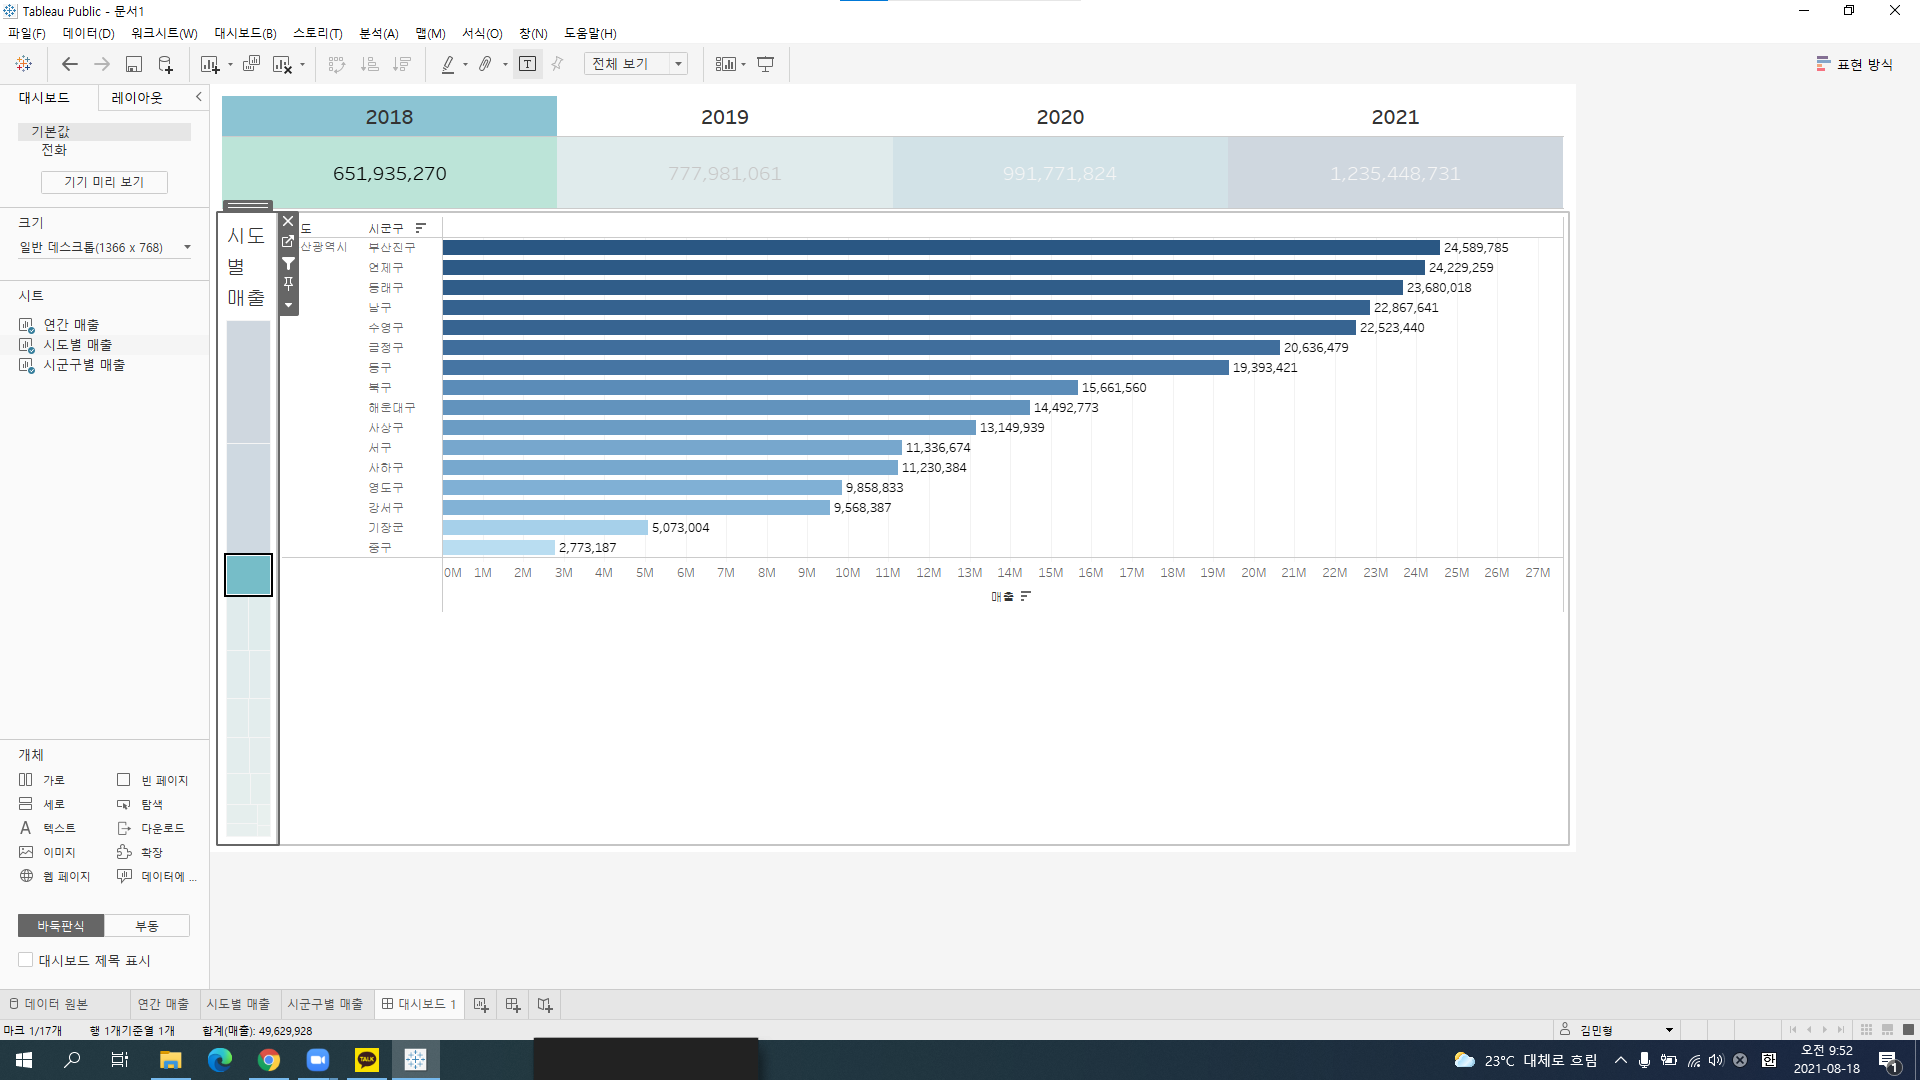 Tableau Public - 문서1
파일(F) 데이터(D) 워크시트(W) 대시보드(B) 스토리(T) 분석(A) 맵(M) 서식(O) 창(N) 도움말(H)
전체 보기
표현 방식
대시보드 레이아웃
기본값
전화
기기 미리 보기
크기
일반 데스크톱(1366 x 768)
시트
연간 매출
시도별 매출
시군구별 매출
2018 2019 2020 2021
651,935,270 777,981,061 991,771,824 1,235,448,731
시도
별
매출
도 시군구
산광역시 부산진구 24,589,785
연제구 24,229,259
동래구 23,680,018
남구 22,867,641
수영구 22,523,440
금정구 20,636,479
동구 19,393,421
북구 15,661,560
해운대구 14,492,773
사상구 13,149,939
서구 11,336,674
사하구 11,230,384
영도구 9,858,833
강서구 9,568,387
기장군 5,073,004
중구 2,773,187
0M 1M 2M 3M 4M 5M 6M 7M 8M 9M 10M 11M 12M 13M 14M 15M 16M 17M 18M 19M 20M 21M 22M 23M 24M 25M 26M 27M
매출
개체
가로 빈 페이지
세로 탐색
텍스트 다운로드
이미지 확장
웹 페이지 데이터에 ...
바둑판식 부동
대시보드 제목 표시
데이터 원본 연간 매출 시도별 매출 시군구별 매출 대시보드 1
마크 1/17개 행 1개기준열 1개 합계(매출): 49,629,928
김민형
TALK
23°C 대체로 흐림
한
오전 9:52
2021-08-18
1